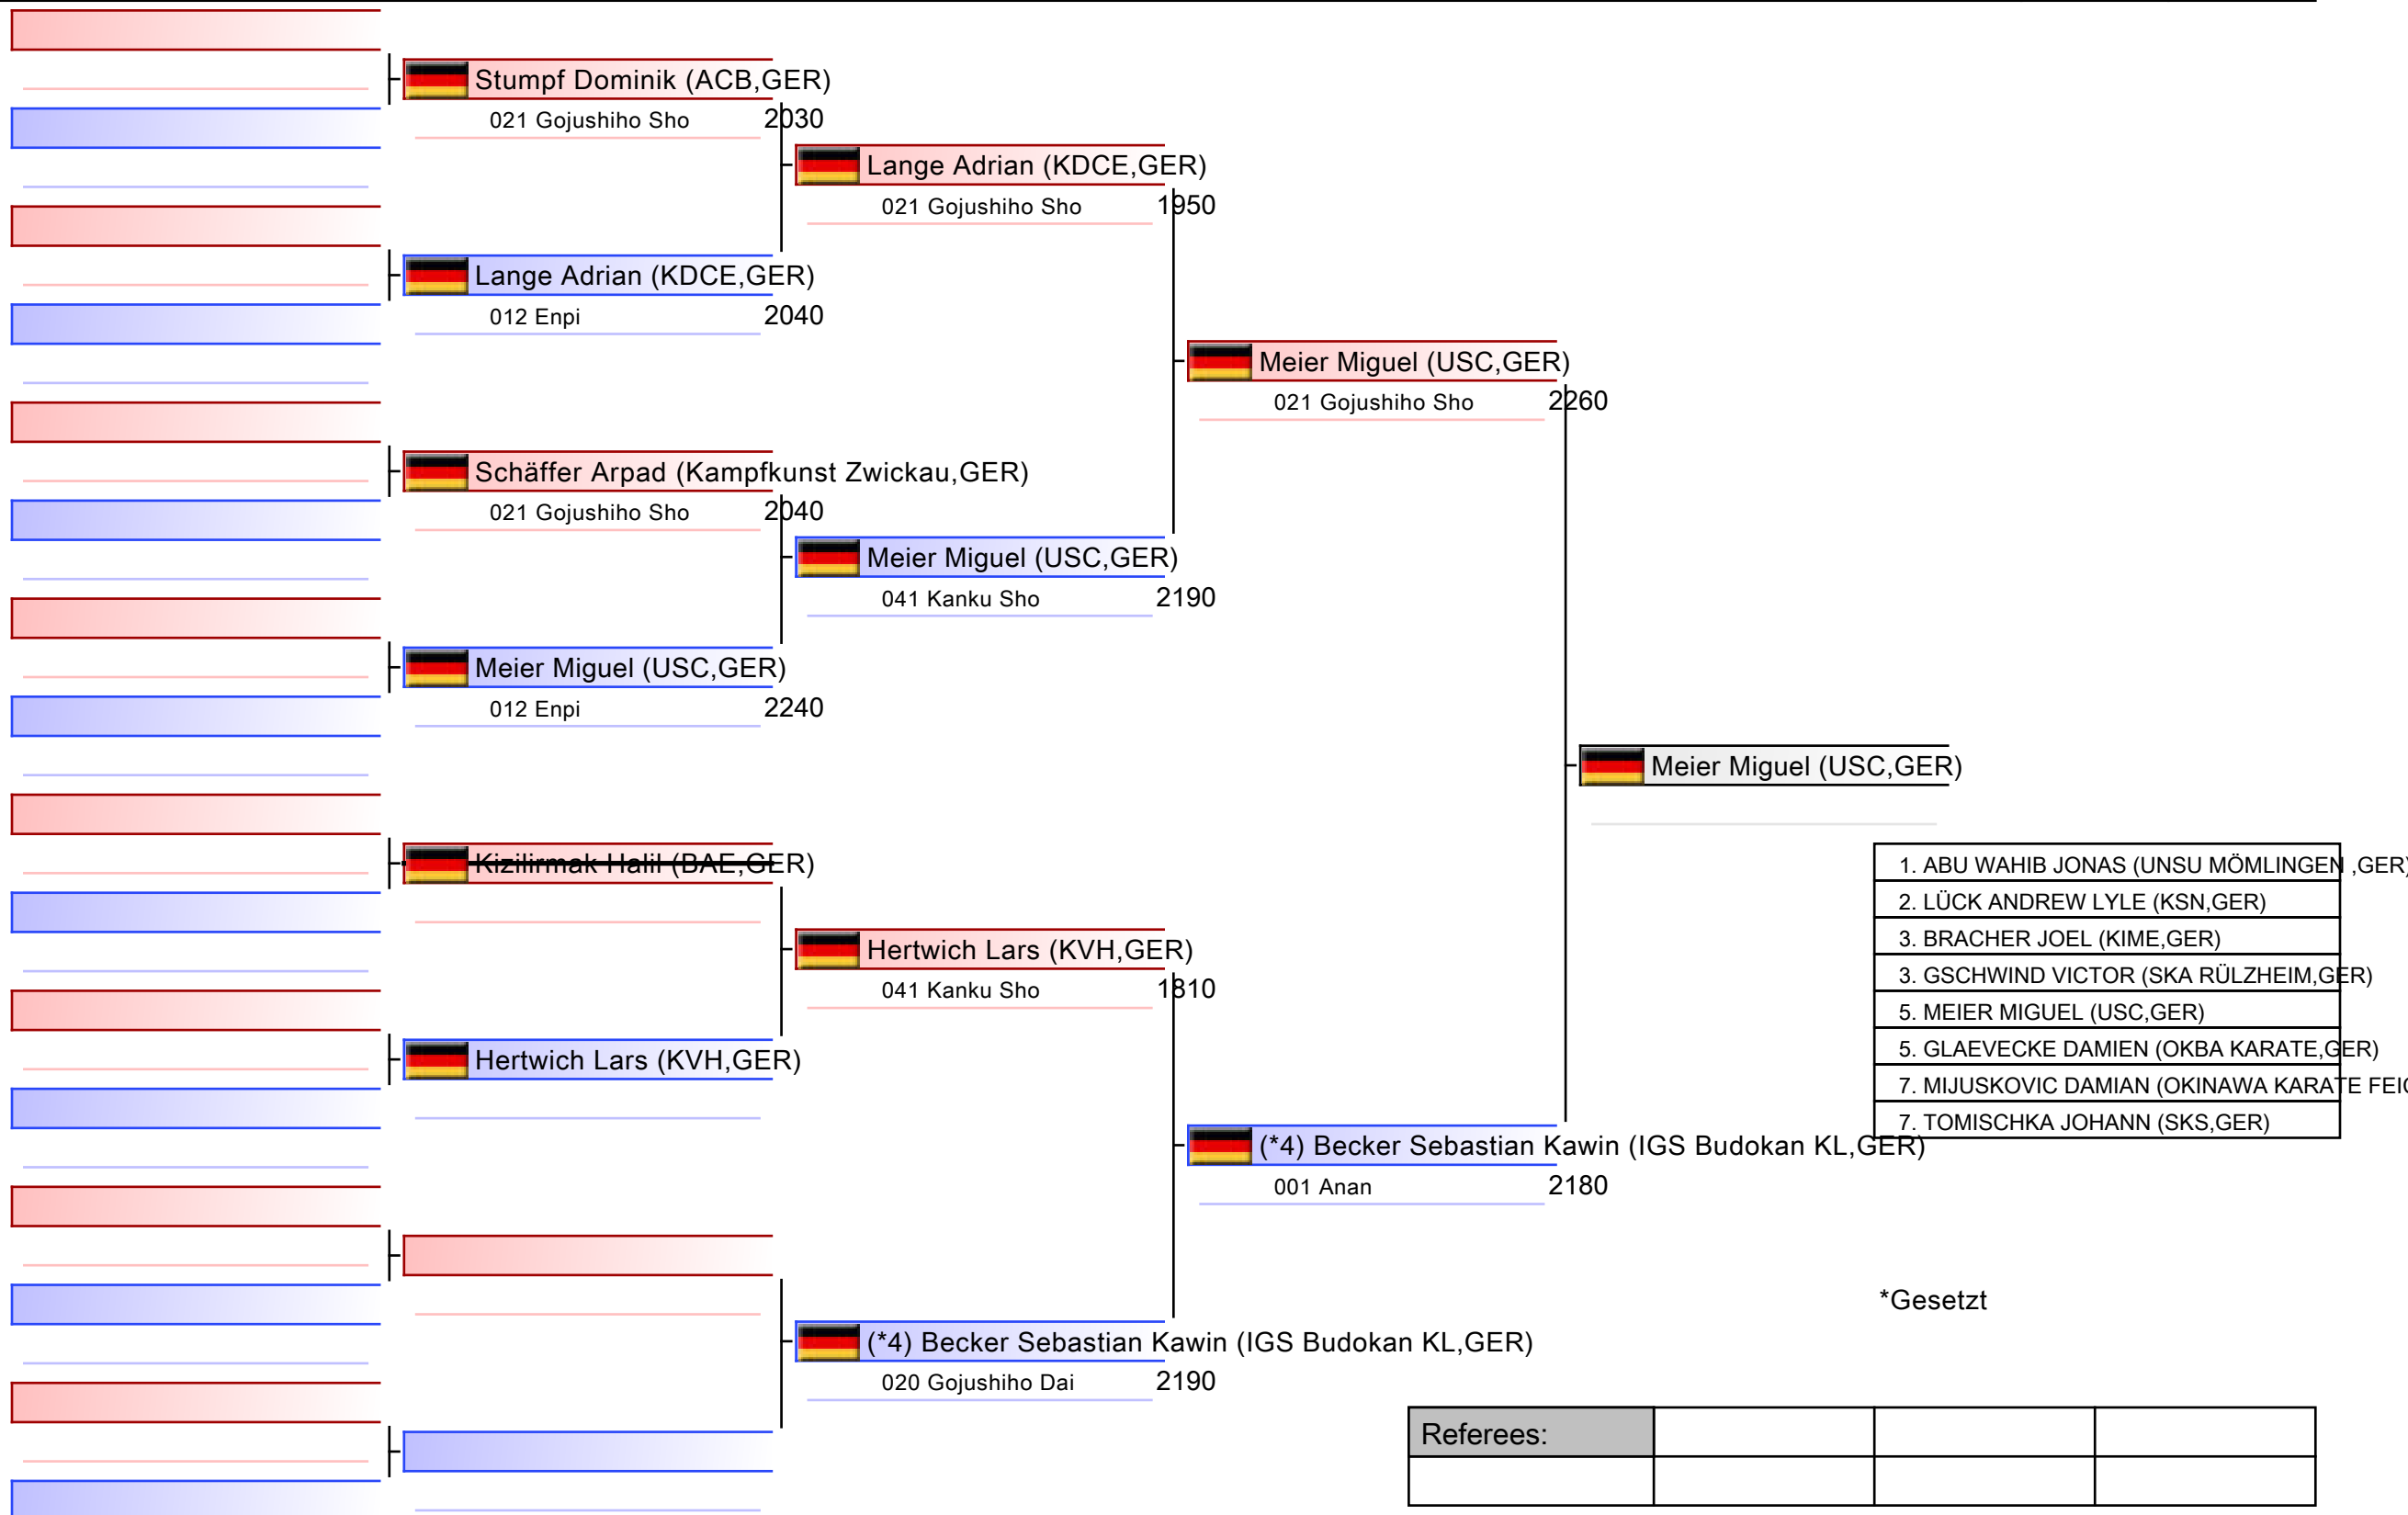 Stumpf Dominik (ACB,GER)
021 Gojushiho Sho 2030
Lange Adrian (KDCE,GER)
021 Gojushiho Sho 1950
Lange Adrian (KDCE,GER)
012 Enpi 2040
Meier Miguel (USC,GER)
021 Gojushiho Sho 2260
Schäffer Arpad (Kampfkunst Zwickau,GER)
021 Gojushiho Sho 2040
Meier Miguel (USC,GER)
041 Kanku Sho 2190
Meier Miguel (USC,GER)
012 Enpi 2240
Meier Miguel (USC,GER)
Kizilirmak Halil (BAE,GER)
Hertwich Lars (KVH,GER)
041 Kanku Sho 1810
Hertwich Lars (KVH,GER)
(*4) Becker Sebastian Kawin (IGS Budokan KL,GER)
001 Anan 2180
(*4) Becker Sebastian Kawin (IGS Budokan KL,GER)
020 Gojushiho Dai 2190
1. ABU WAHIB JONAS (UNSU MÖMLINGEN ,GER)
2. LÜCK ANDREW LYLE (KSN,GER)
3. BRACHER JOEL (KIME,GER)
3. GSCHWIND VICTOR (SKA RÜLZHEIM,GER)
5. MEIER MIGUEL (USC,GER)
5. GLAEVECKE DAMIEN (OKBA KARATE,GER)
7. MIJUSKOVIC DAMIAN (OKINAWA KARATE
7. TOMISCHKA JOHANN (SKS,GER)
*Gesetzt
Referees: